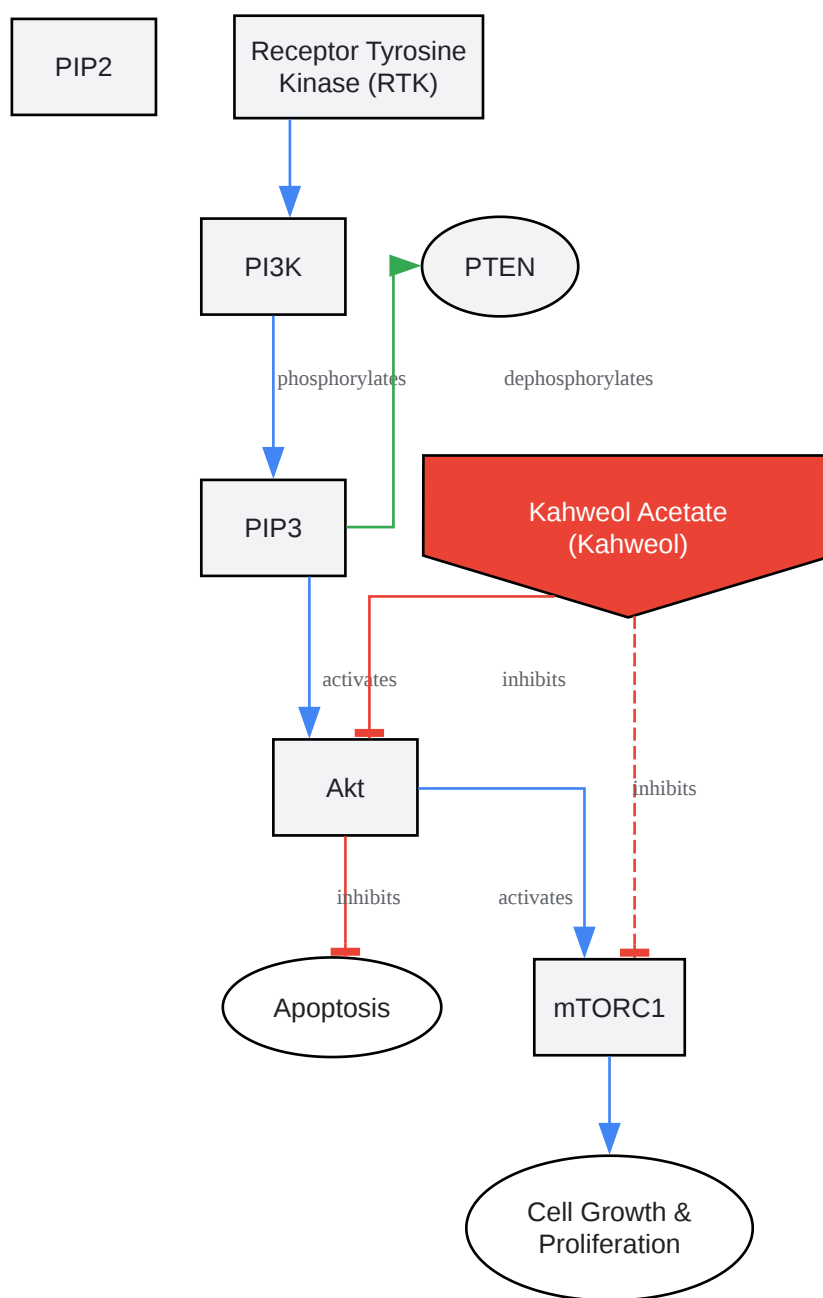 PIP2
Receptor Tyrosine
Kinase (RTK)
PI3K
PTEN
phosphorylates
dephosphorylates
PIP3
Kahweol Acetate
(Kahweol)
activates
inhibits
Akt
inhibits
inhibits
activates
Apoptosis
mTORC1
Cell Growth &
Proliferation